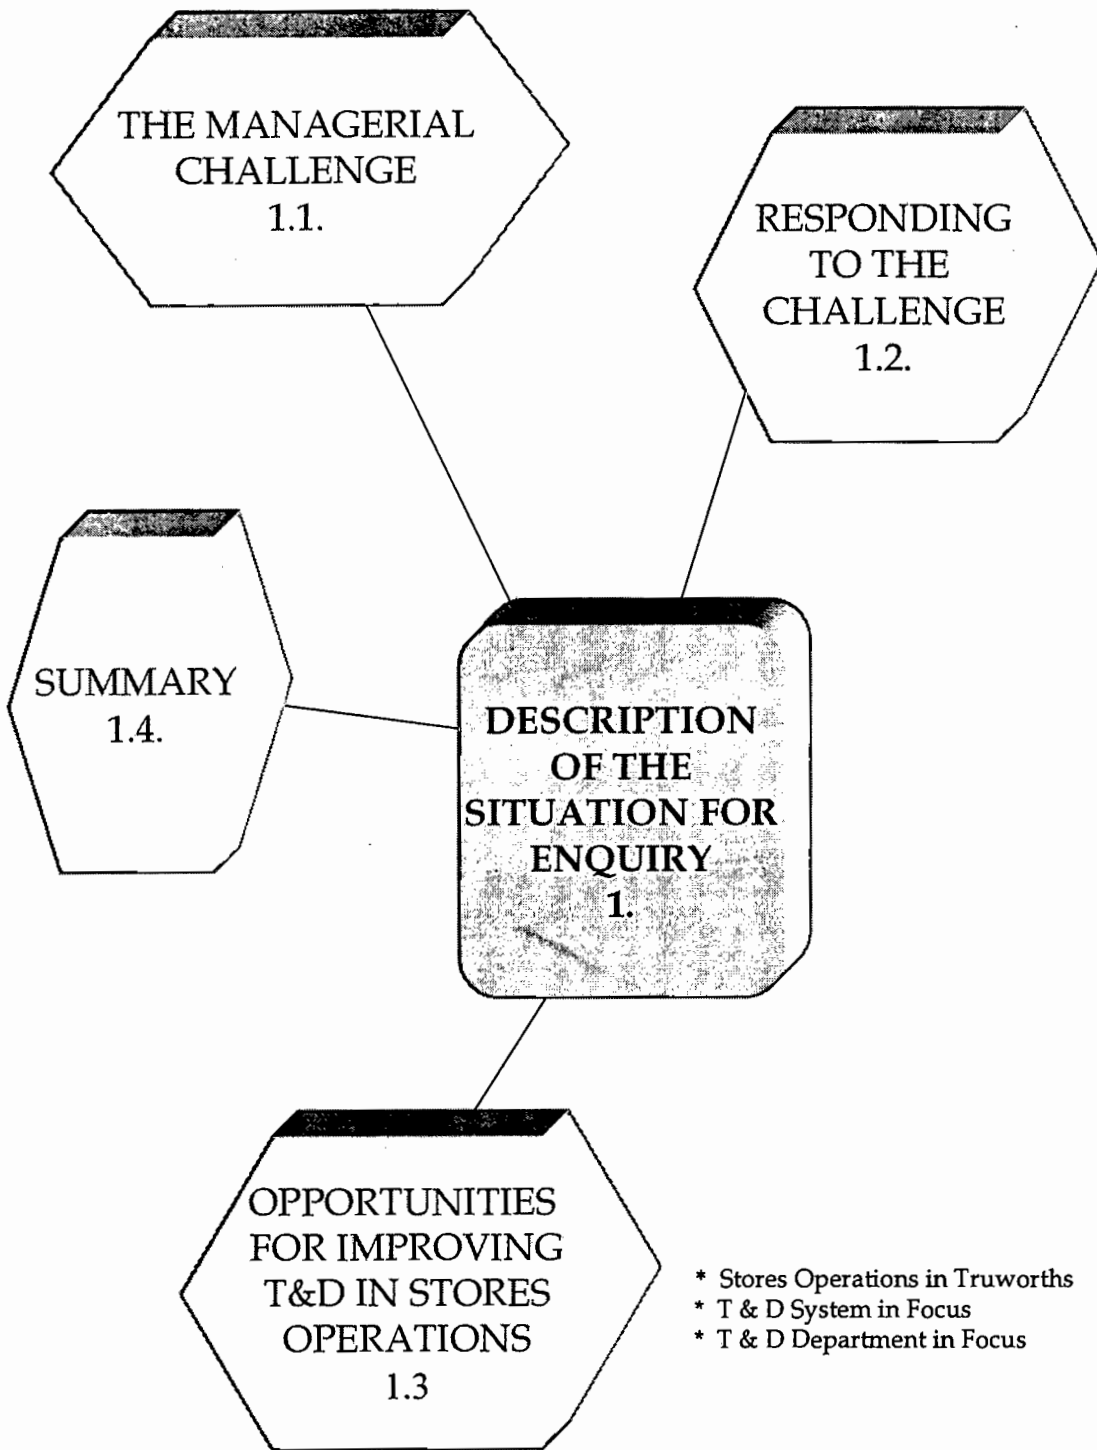 THE MANAGERIAL
CHALLENGE
1.1.
RESPONDING
TO THE
CHALLENGE
1.2.
SUMMARY
1.4.
DESCRIPTION
OF THE
SITUATION FOR
ENQUIRY
1.
OPPORTUNITIES
FOR IMPROVING
T&D IN STORES
OPERATIONS
1.3
* Stores Operations in Truworths
* T & D System in Focus
* T & D Department in Focus